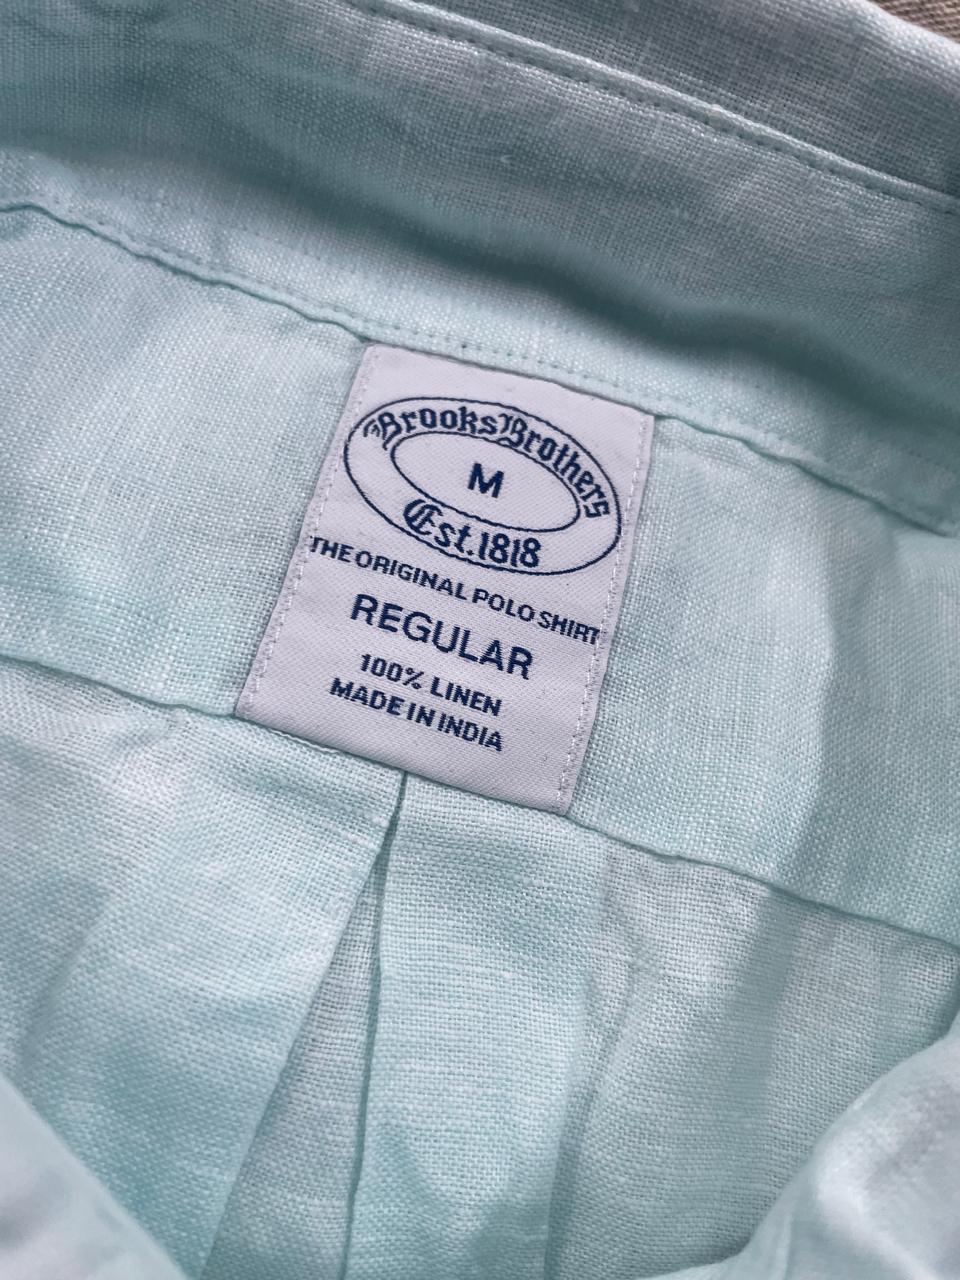 Brooks Brothers
M
Est. 1818
THE ORIGINAL POLO SHIRT
REGULAR
100% LINEN
MADE IN INDIA